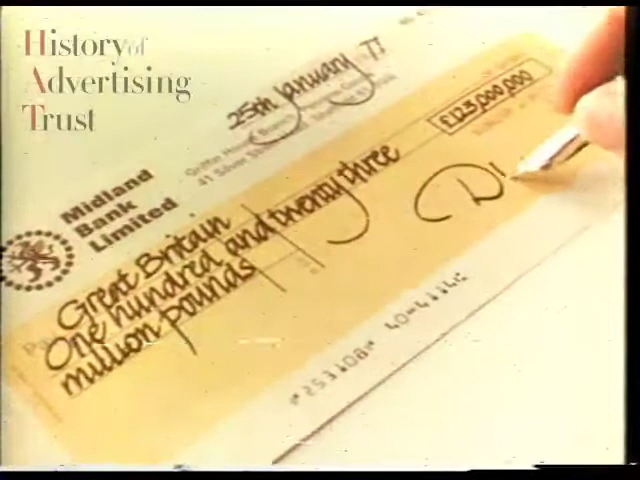 History of
Advertising
Trust
25th January 77
Midland
Bank
Limited
£123,000,000
Great Britain
One hundred and twenty three
million pounds